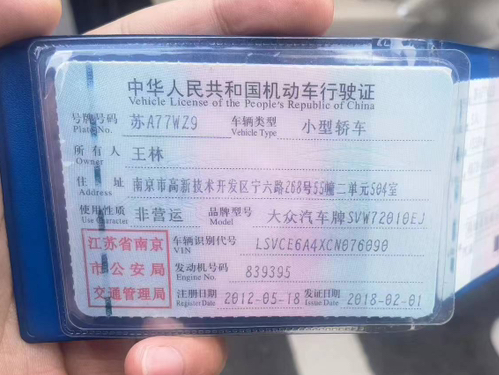 中华人民共和国机动车行驶证
Vehicle License of the People's Republic of China
号牌号码 苏A77WZ9 车辆类型 小型轿车
Plate No. Vehicle Type
所有人 王林
Owner
住址 南京市高新技术开发区宁六路268号55幢二单元504室
Address
使用性质 非营运 品牌型号 大众汽车牌SVW72010EJ
Use Character Model
江苏省南京市公安局交通管理局
车辆识别代号 LSVCE6A4XCN076090
VIN
发动机号码 839395
Engine No.
注册日期 2012-05-18 发证日期 2018-02-01
Register Date Issue Date